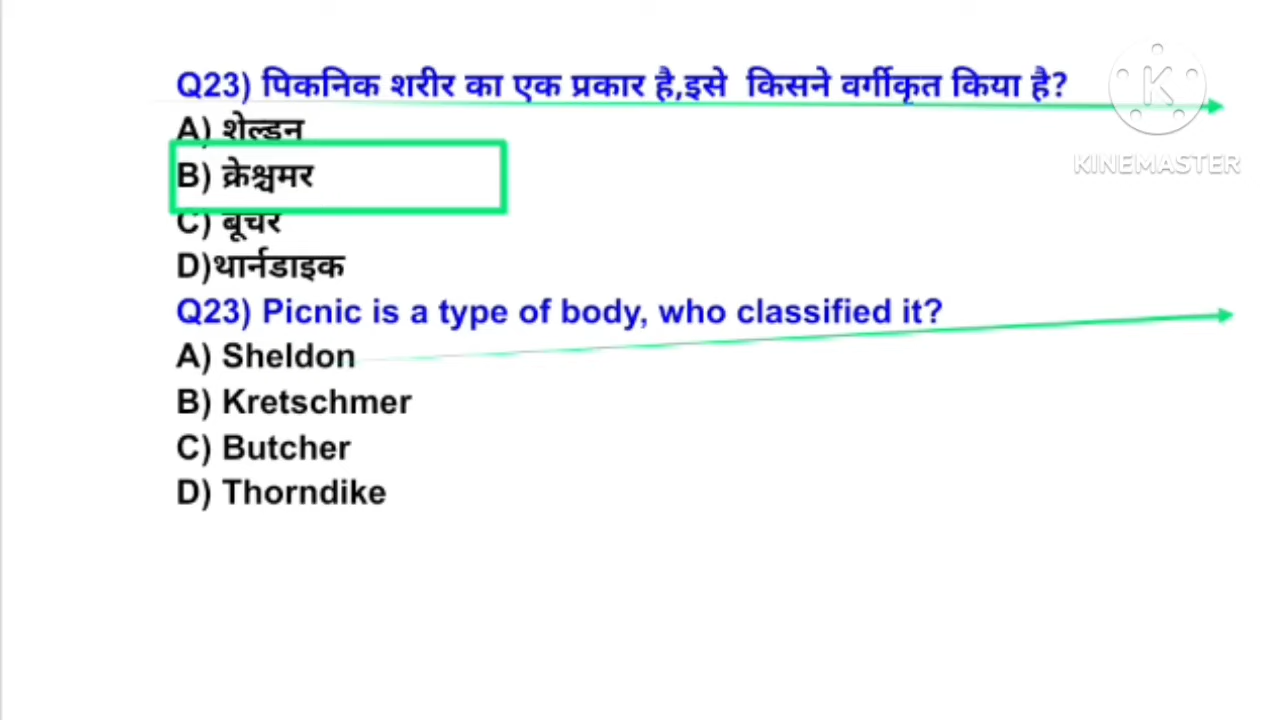 Q23) पिकनिक शरीर का एक प्रकार है,इसे किसने वर्गीकृत किया है?
A) शेल्डन
B) क्रेश्चमर
C) बूचर
D)थार्नडाइक
Q23) Picnic is a type of body, who classified it?
A) Sheldon
B) Kretschmer
C) Butcher
D) Thorndike
K
KINEMASTER